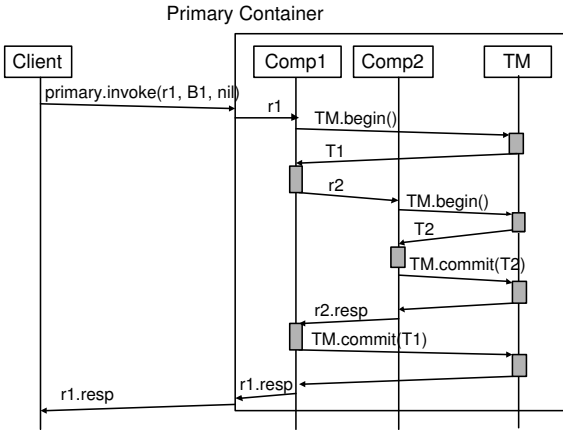 Primary Container
Client
Comp1
Comp2
TM
primary.invoke(r1, B1, nil)
r1
TM.begin()
T1
r2
TM.begin()
T2
TM.commit(T2)
r2.resp
TM.commit(T1)
r1.resp
r1.resp